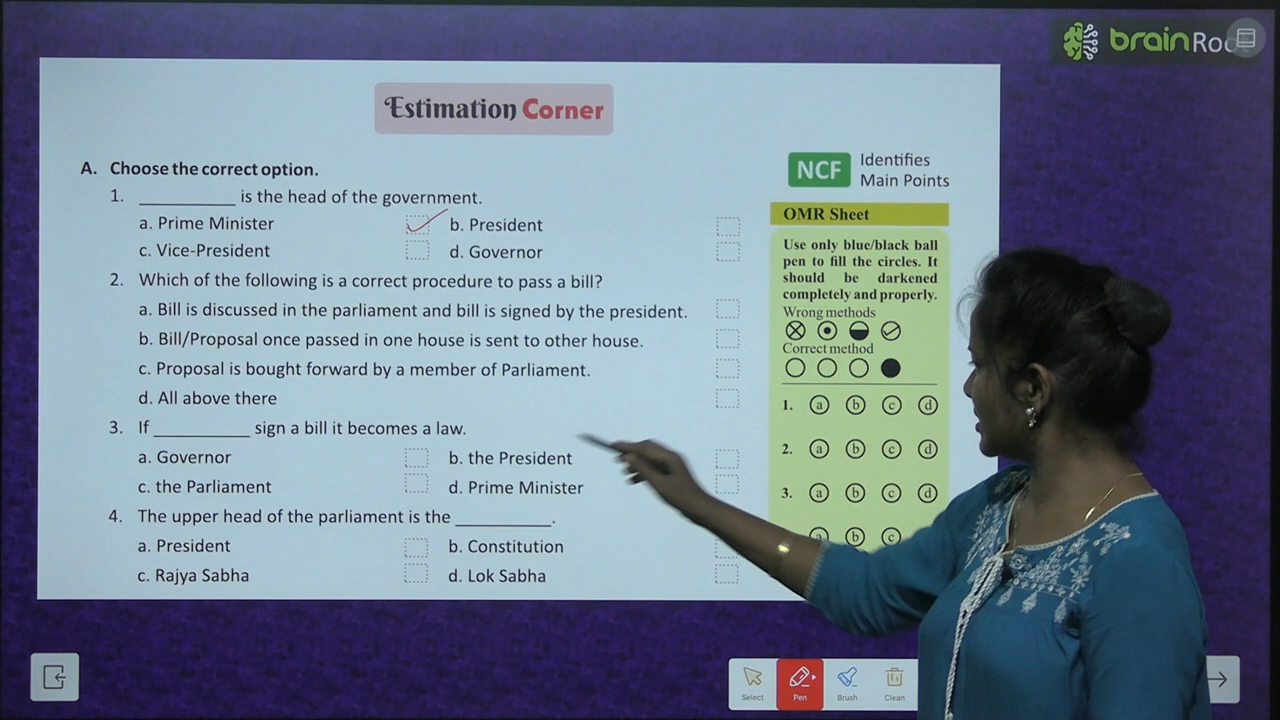 brainRoo
Estimation Corner
A. Choose the correct option.
1. __________ is the head of the government.
a. Prime Minister
b. President
c. Vice-President
d. Governor
2. Which of the following is a correct procedure to pass a bill?
a. Bill is discussed in the parliament and bill is signed by the president.
b. Bill/Proposal once passed in one house is sent to other house.
c. Proposal is bought forward by a member of Parliament.
d. All above there
3. If __________ sign a bill it becomes a law.
a. Governor
b. the President
c. the Parliament
d. Prime Minister
4. The upper head of the parliament is the __________.
a. President
b. Constitution
c. Rajya Sabha
d. Lok Sabha
NCF
Identifies
Main Points
OMR Sheet
Use only blue/black ball
pen to fill the circles. It
should be darkened
completely and properly.
Wrong methods
Correct method
1. a b c d
2. a b c d
3. a b c d
a b c
Select
Pen
Brush
Clean